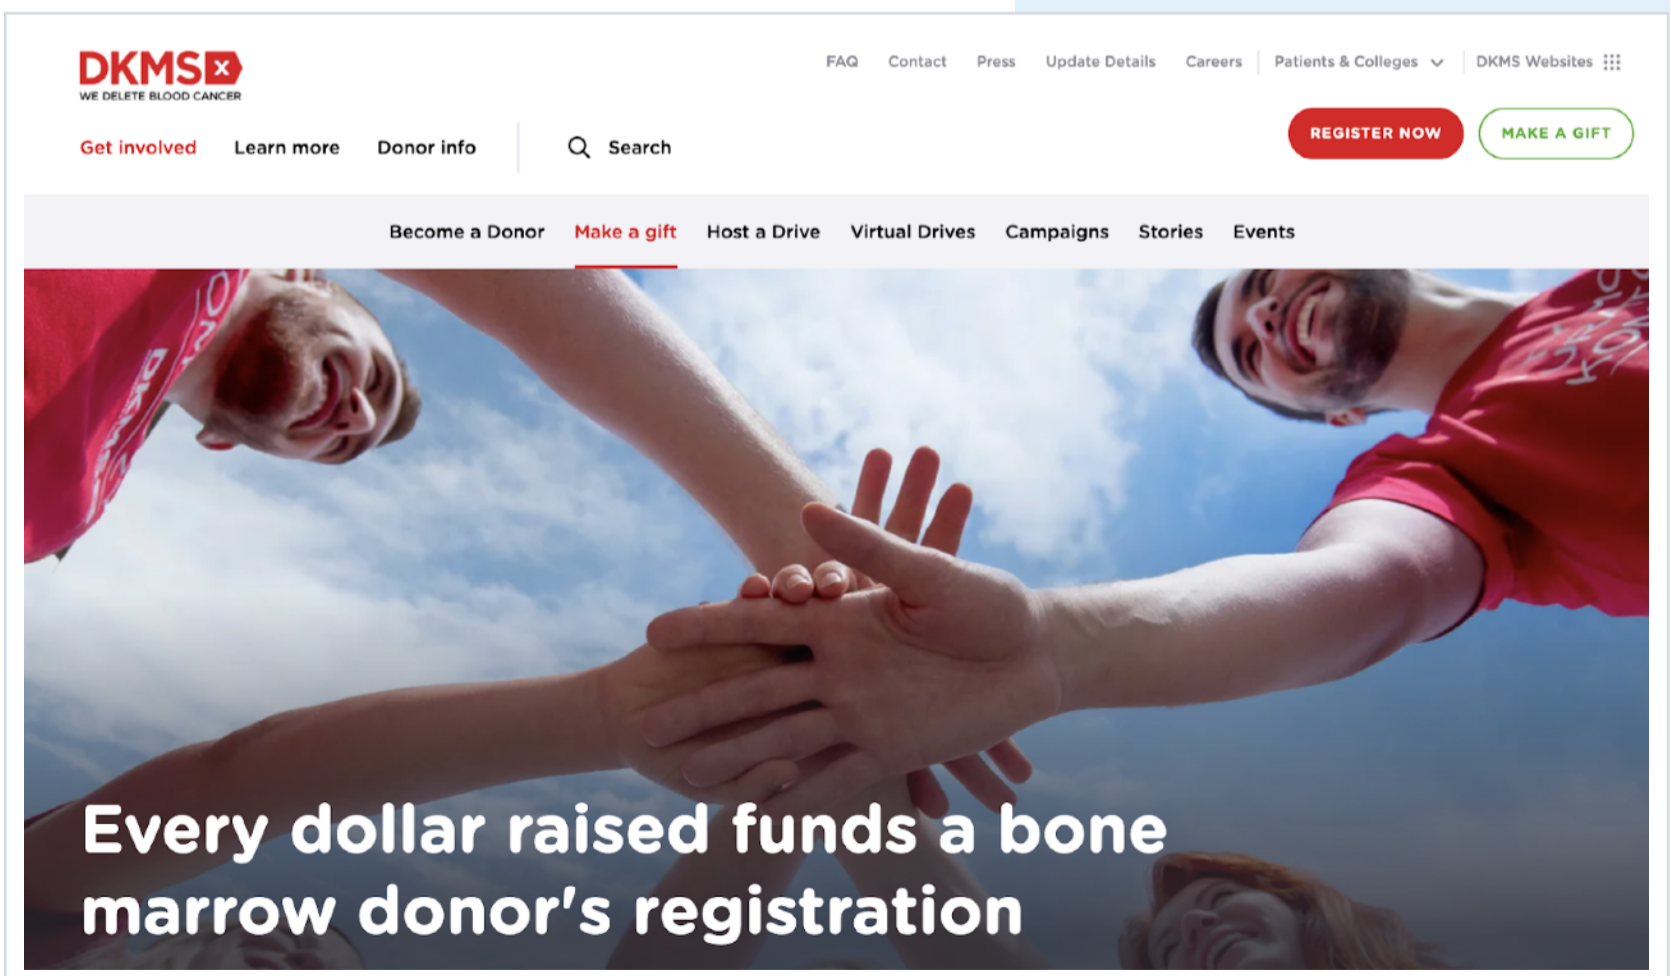 DKMS
WE DELETE BLOOD CANCER
FAQ Contact Press Update Details Careers Patients & Colleges DKMS Websites
REGISTER NOW MAKE A GIFT
Get involved Learn more Donor info Search
Become a Donor Make a gift Host a Drive Virtual Drives Campaigns Stories Events
Every dollar raised funds a bone
marrow donor's registration